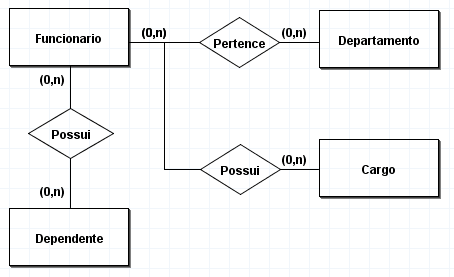 Funcionario
(0,n)
Pertence
(0,n)
Departamento
(0,n)
Possui
Possui
(0,n)
Cargo
(0,n)
Dependente